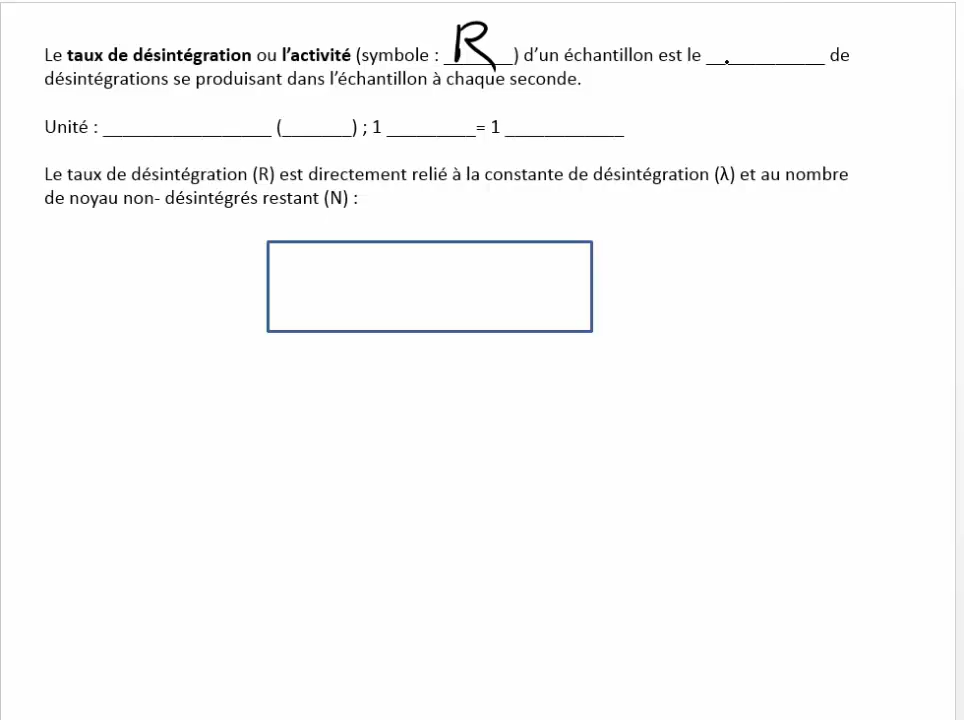 Le taux de désintégration ou l'activité (symbole : R) d'un échantillon est le ____________ de
désintégrations se produisant dans l'échantillon à chaque seconde.
Unité : _________________ (_______) ; 1 _________= 1 ____________
Le taux de désintégration (R) est directement relié à la constante de désintégration (λ) et au nombre
de noyau non- désintégrés restant (N) :